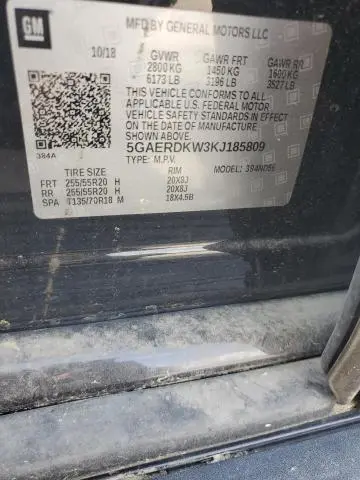 GM
MFD BY GENERAL MOTORS LLC
10/18 GVWR GAWR FRT GAWR RR
2800 KG 1450 KG 1600 KG
6173 LB 3196 LB 3527 LB
THIS VEHICLE CONFORMS TO ALL
APPLICABLE U.S. FEDERAL MOTOR
VEHICLE SAFETY STANDARDS IN EFFECT
ON THE DATE OF MANUFACTURE SHOWN ABOVE.
5GAERDKW3KJ185809
384A TYPE: M.P.V. MODEL:
TIRE SIZE RIM
FRT 255/55R20 H 20X8J
RR 255/55R20 H 20X8J
SPA T135/70R18 M 18X4.5B